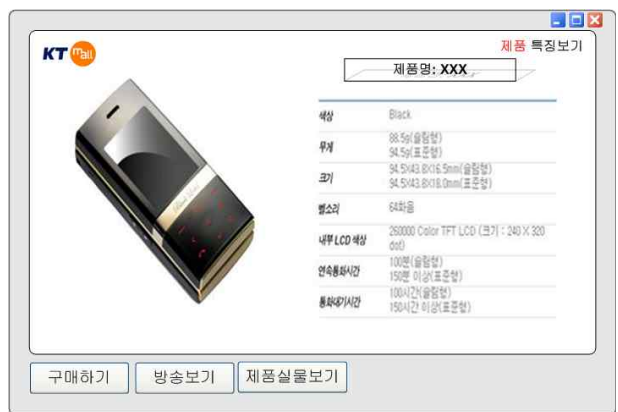 KT mall
제품 특징보기
제품명: XXX
색상 Black
무게 88.5g(슬림형)
94.5g(표준형)
크기 94.5X43.8X16.5mm(슬림형)
94.5X43.8X18.0mm(표준형)
벨소리 64화음
내부 LCD 색상 260000 Color TFT LCD (크기 : 240 X 320
dot)
연속통화시간 100분(슬림형)
150분 이상(표준형)
통화대기시간 100시간(슬림형)
150시간 이상(표준형)
구매하기 방송보기 제품실물보기